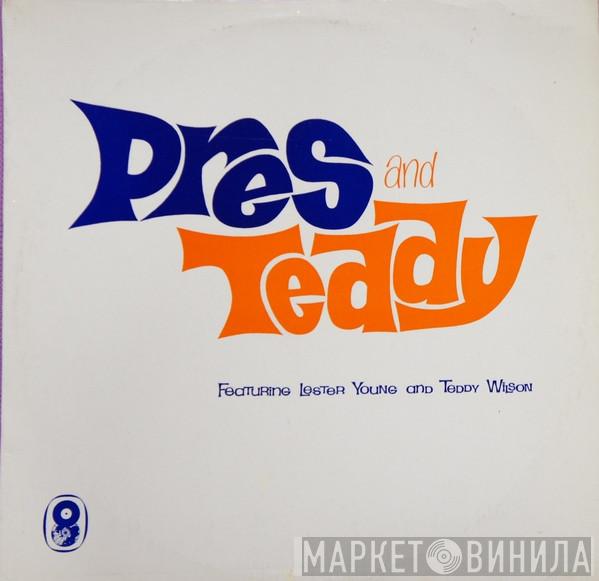 Pres and
Teddy
Featuring Lester Young and Teddy Wilson
МАРКЕТ ВИНИЛА